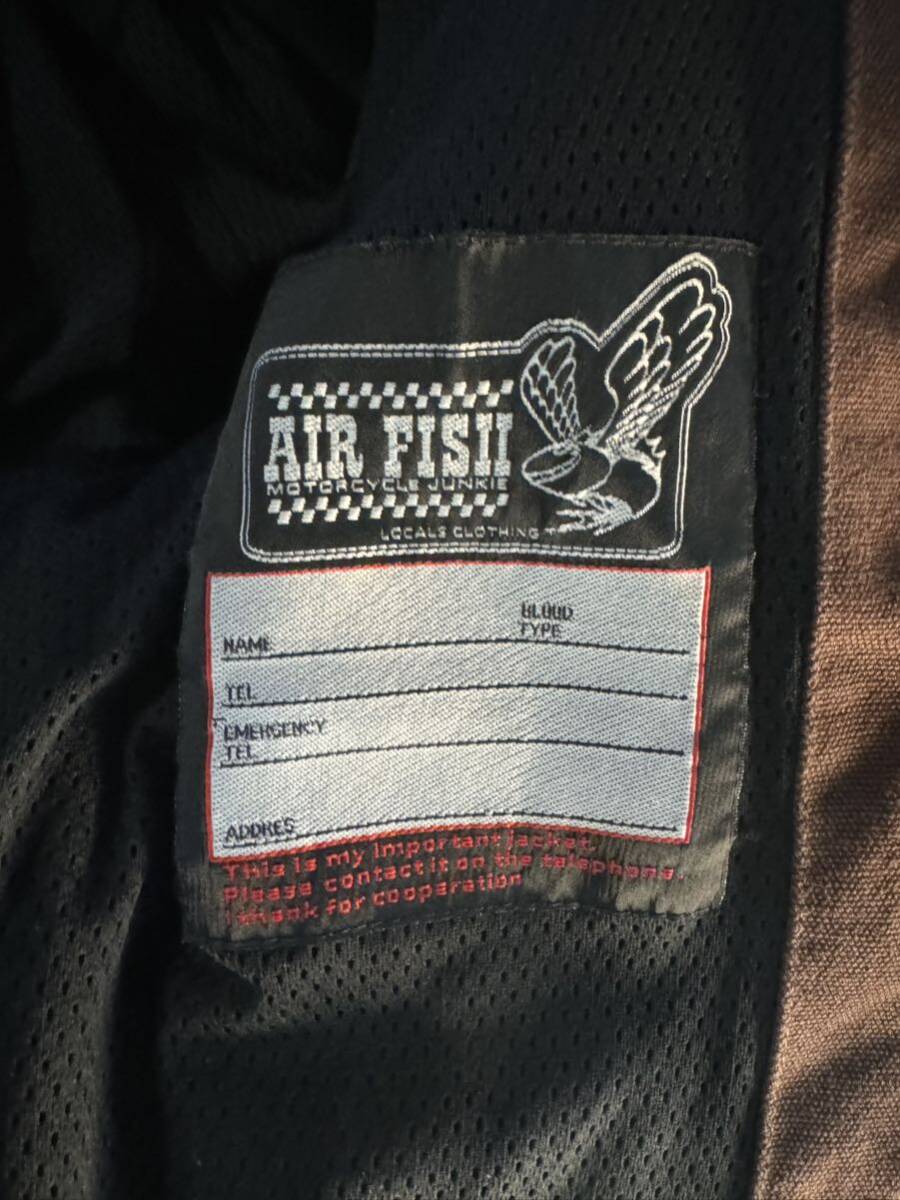 AIR FISH
MOTORCYCLE JUNKIE
LOCALS CLOTHING
NAME
BLOOD
TYPE
TEL
EMERGENCY
TEL
ADDRES
This is my important jacket.
Please contact it on the telephone.
Thank for cooperation